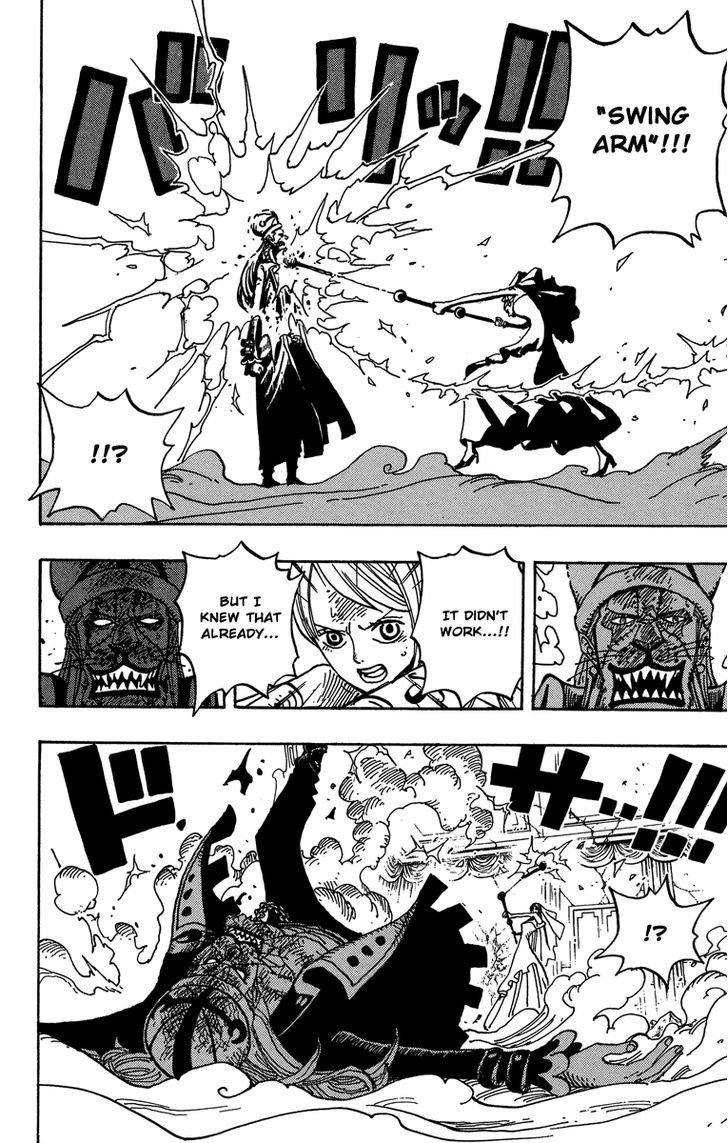 バリッ!!
"SWING
ARM"!!!
!!?
IT DIDN'T
WORK...!!
BUT I
KNEW THAT
ALREADY...
ドサ..!!!
!?